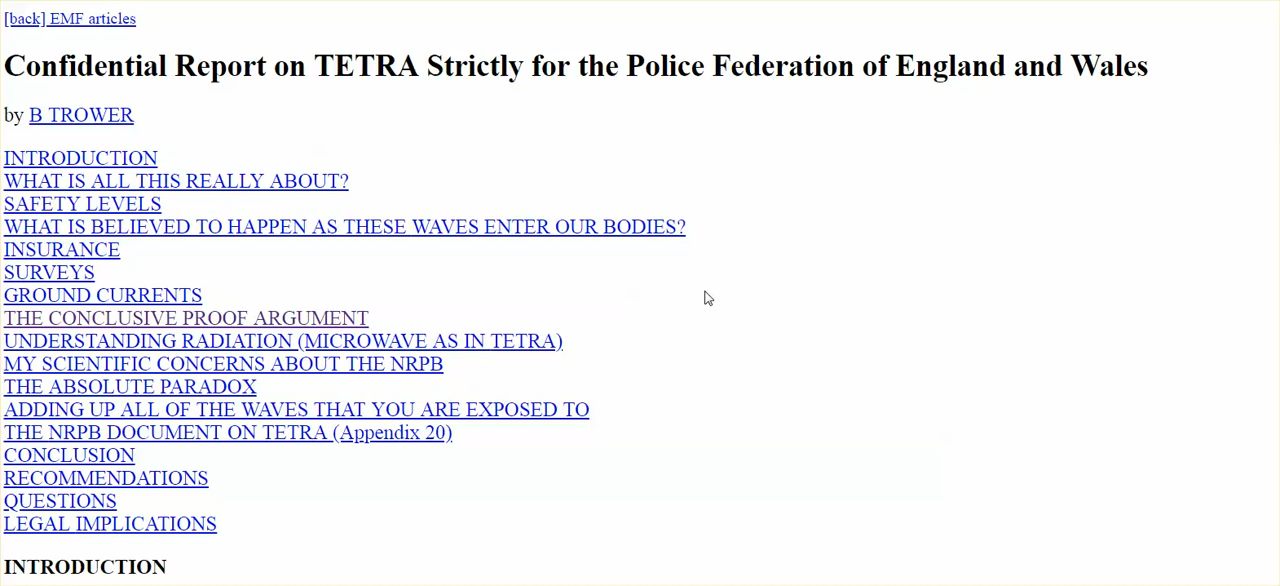 [back] EMF articles
Confidential Report on TETRA Strictly for the Police Federation of England and Wales
by B TROWER
INTRODUCTION
WHAT IS ALL THIS REALLY ABOUT?
SAFETY LEVELS
WHAT IS BELIEVED TO HAPPEN AS THESE WAVES ENTER OUR BODIES?
INSURANCE
SURVEYS
GROUND CURRENTS
THE CONCLUSIVE PROOF ARGUMENT
UNDERSTANDING RADIATION (MICROWAVE AS IN TETRA)
MY SCIENTIFIC CONCERNS ABOUT THE NRPB
THE ABSOLUTE PARADOX
ADDING UP ALL OF THE WAVES THAT YOU ARE EXPOSED TO
THE NRPB DOCUMENT ON TETRA (Appendix 20)
CONCLUSION
RECOMMENDATIONS
QUESTIONS
LEGAL IMPLICATIONS
INTRODUCTION